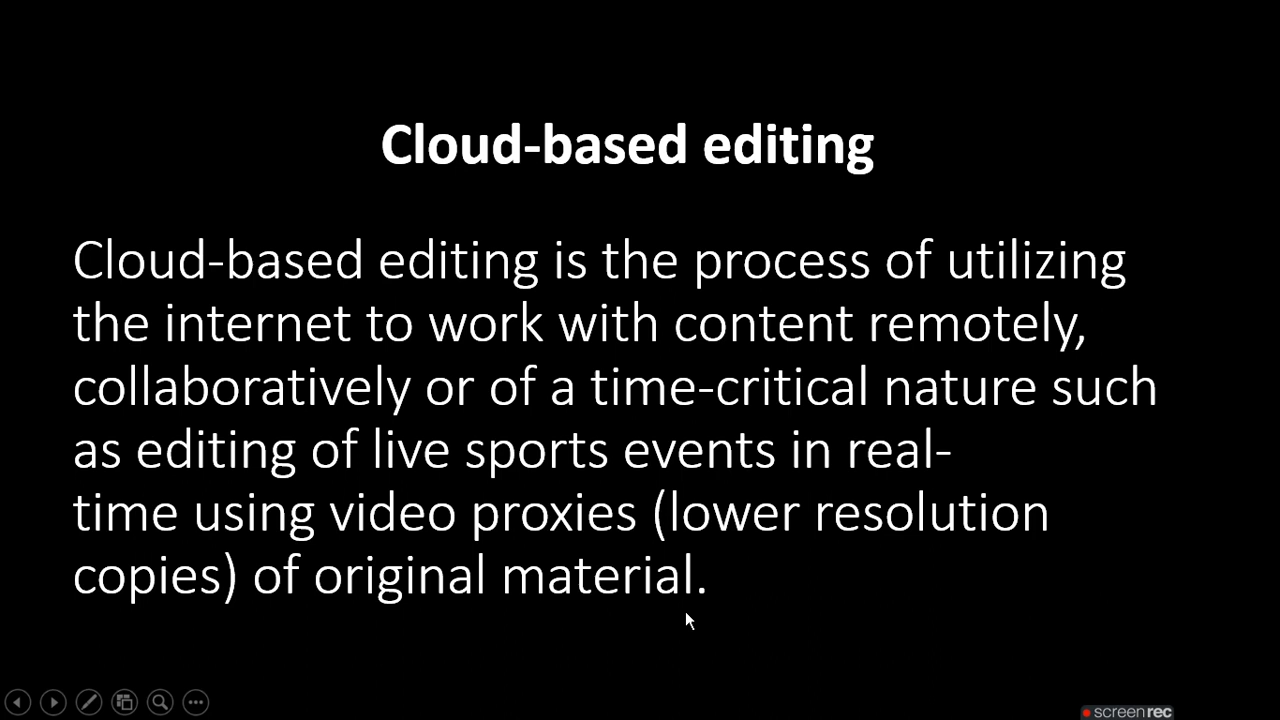 Cloud-based editing
Cloud-based editing is the process of utilizing
the internet to work with content remotely,
collaboratively or of a time-critical nature such
as editing of live sports events in real-
time using video proxies (lower resolution
copies) of original material.
screenrec